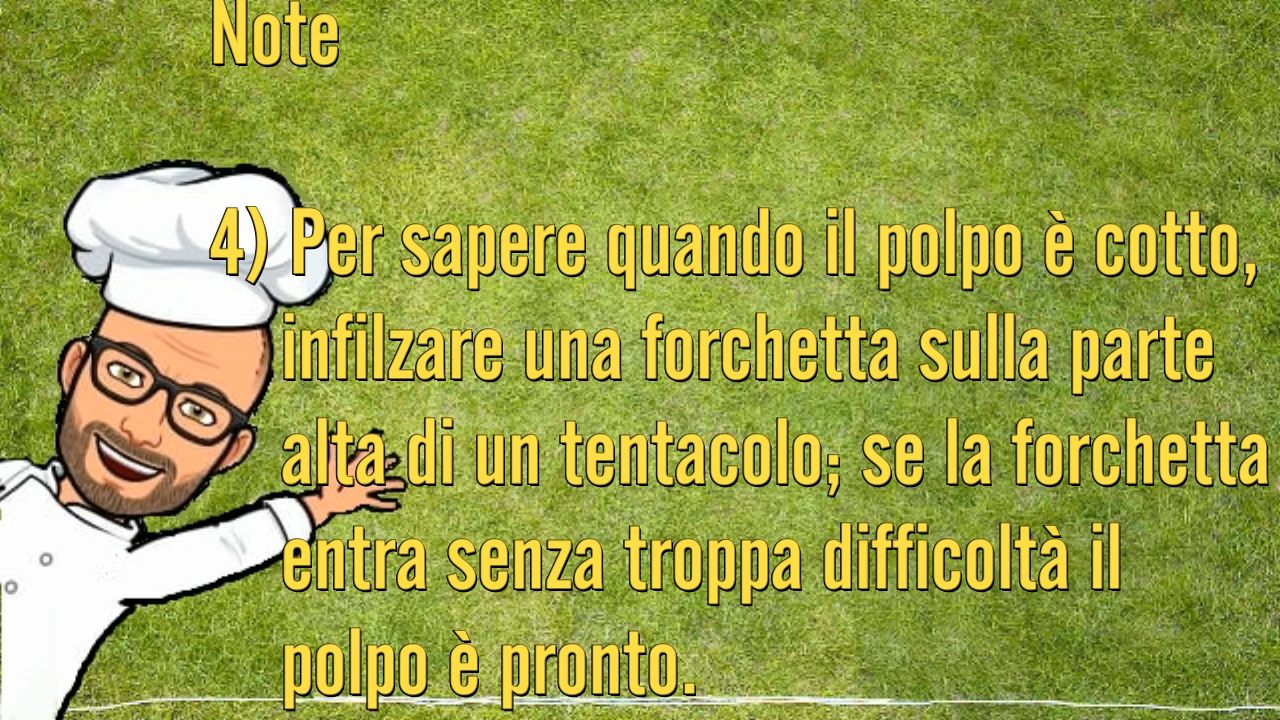 Note
4) Per sapere quando il polpo è cotto,
infilzare una forchetta sulla parte
alta di un tentacolo; se la forchetta
entra senza troppa difficoltà il
polpo è pronto.